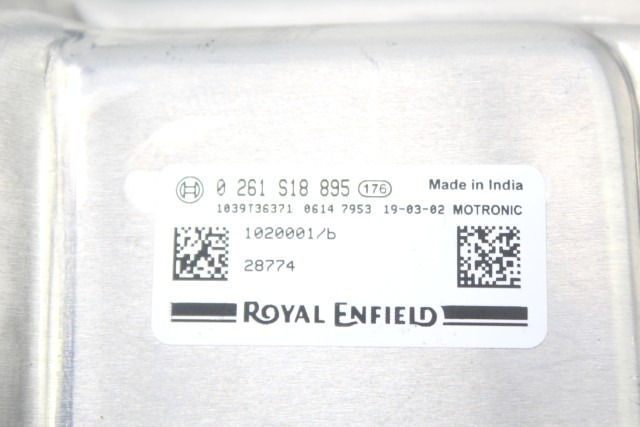 0 261 S18 895 176 Made in India
1039T36371 0614 7953 19-03-02 MOTRONIC
1020001/b
28774
ROYAL ENFIELD